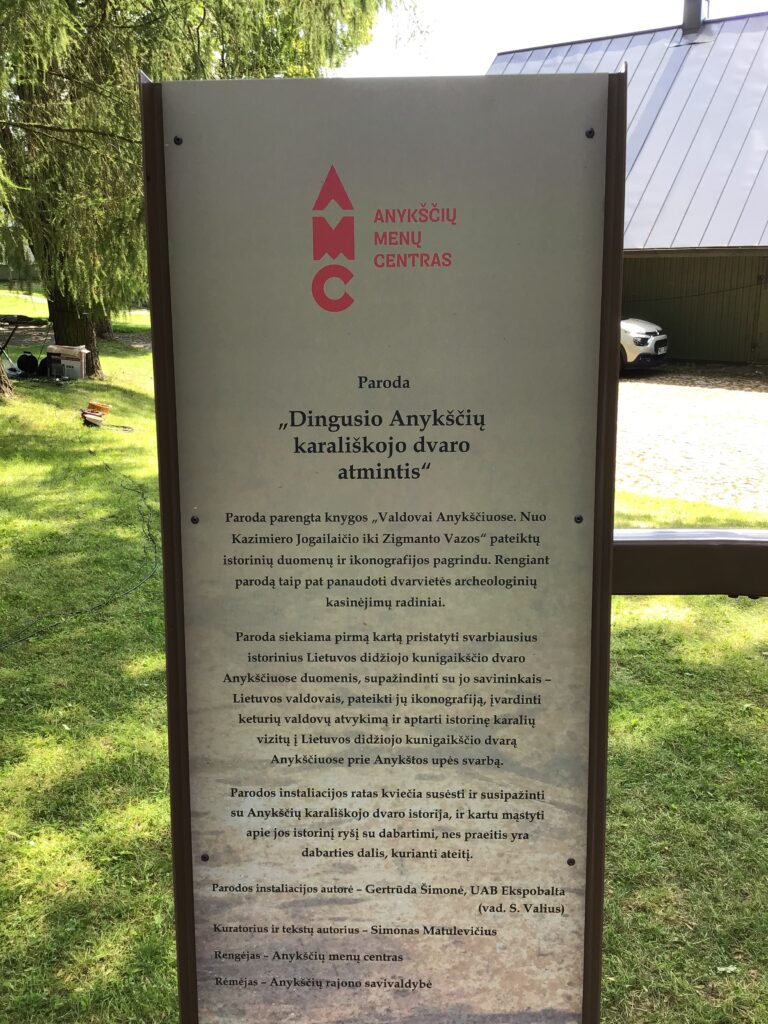 AMC
ANYKŠČIŲ
MENŲ
CENTRAS
Paroda
„Dingusio Anykščių
karališkojo dvaro
atmintis“
Paroda parengta knygos „Valdovai Anykščiuose. Nuo
Kazimiero Jogailaičio iki Zigmanto Vazos“ pateiktų
istorinių duomenų ir ikonografijos pagrindu. Rengiant
parodą taip pat panaudoti dvarvietės archeologinių
kasinėjimų radiniai.
Paroda siekiama pirmą kartą pristatyti svarbiausius
istorinius Lietuvos didžiojo kunigaikščio dvaro
Anykščiuose duomenis, supažindinti su jo savininkais –
Lietuvos valdovais, pateikti jų ikonografiją, įvardinti
keturių valdovų atvykimą ir aptarti istorinę karalių
vizitų į Lietuvos didžiojo kunigaikščio dvarą
Anykščiuose prie Anykštos upės svarbą.
Parodos instaliacijos ratas kviečia susėsti ir susipažinti
su Anykščių karališkojo dvaro istorija, ir kartu mąstyti
apie jos istorinį ryšį su dabartimi, nes praeitis yra
dabarties dalis, kurianti ateitį.
Parodos instaliacijos autorė – Gertrūda Šimonė, UAB Ekspobalta
(vad. S. Valius)
Kuratorius ir tekstų autorius – Simonas Matulevičius
Rengėjas – Anykščių menų centras
Rėmėjas – Anykščių rajono savivaldybė